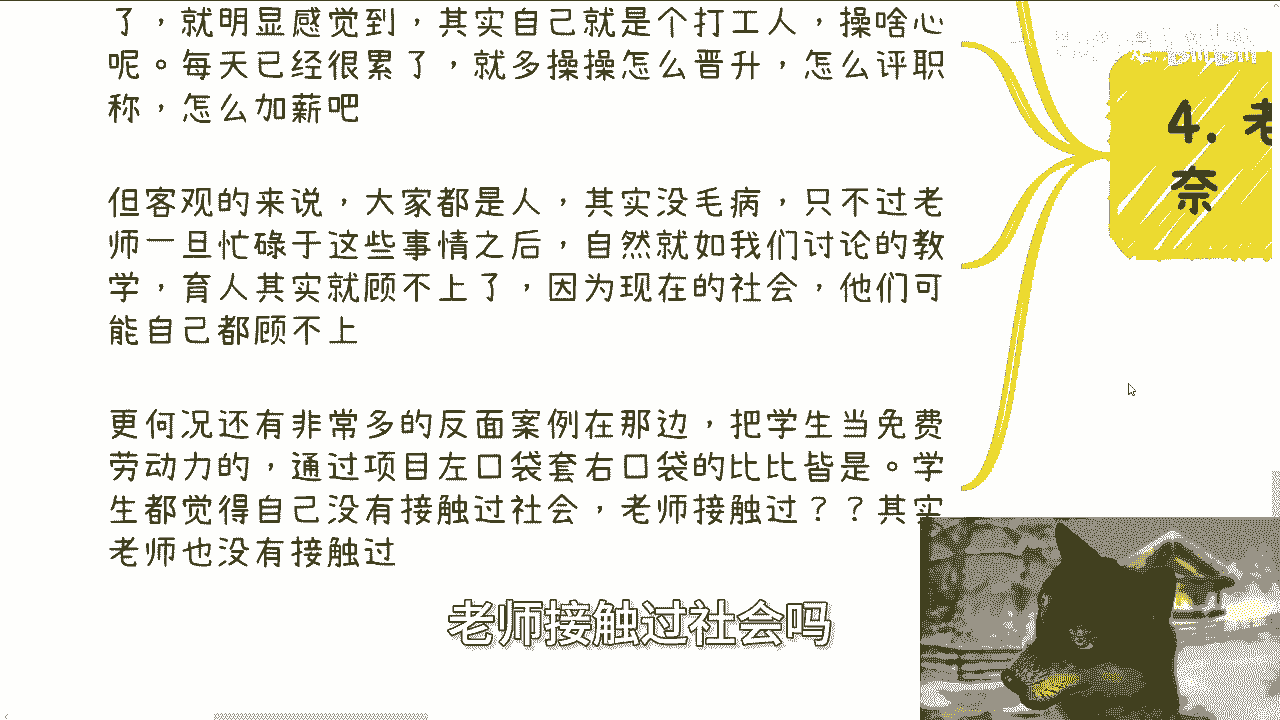 了，就明显感觉到，其实自己就是个打工人，操啥心
呢。每天已经很累了，就多操操怎么晋升，怎么评职
称，怎么加薪吧
但客观的来说，大家都是人，其实没毛病，只不过老
师一旦忙碌于这些事情之后，自然就如我们讨论的教
学，育人其实就顾不上了，因为现在的社会，他们可
能自己都顾不上
更何况还有非常多的反面案例在那边，把学生当免费
劳动力的，通过项目左口袋套右口袋的比比皆是。学
生都觉得自己没有接触过社会，老师接触过？？其实
老师也没有接触过
4. 老
奈
老师接触过社会吗